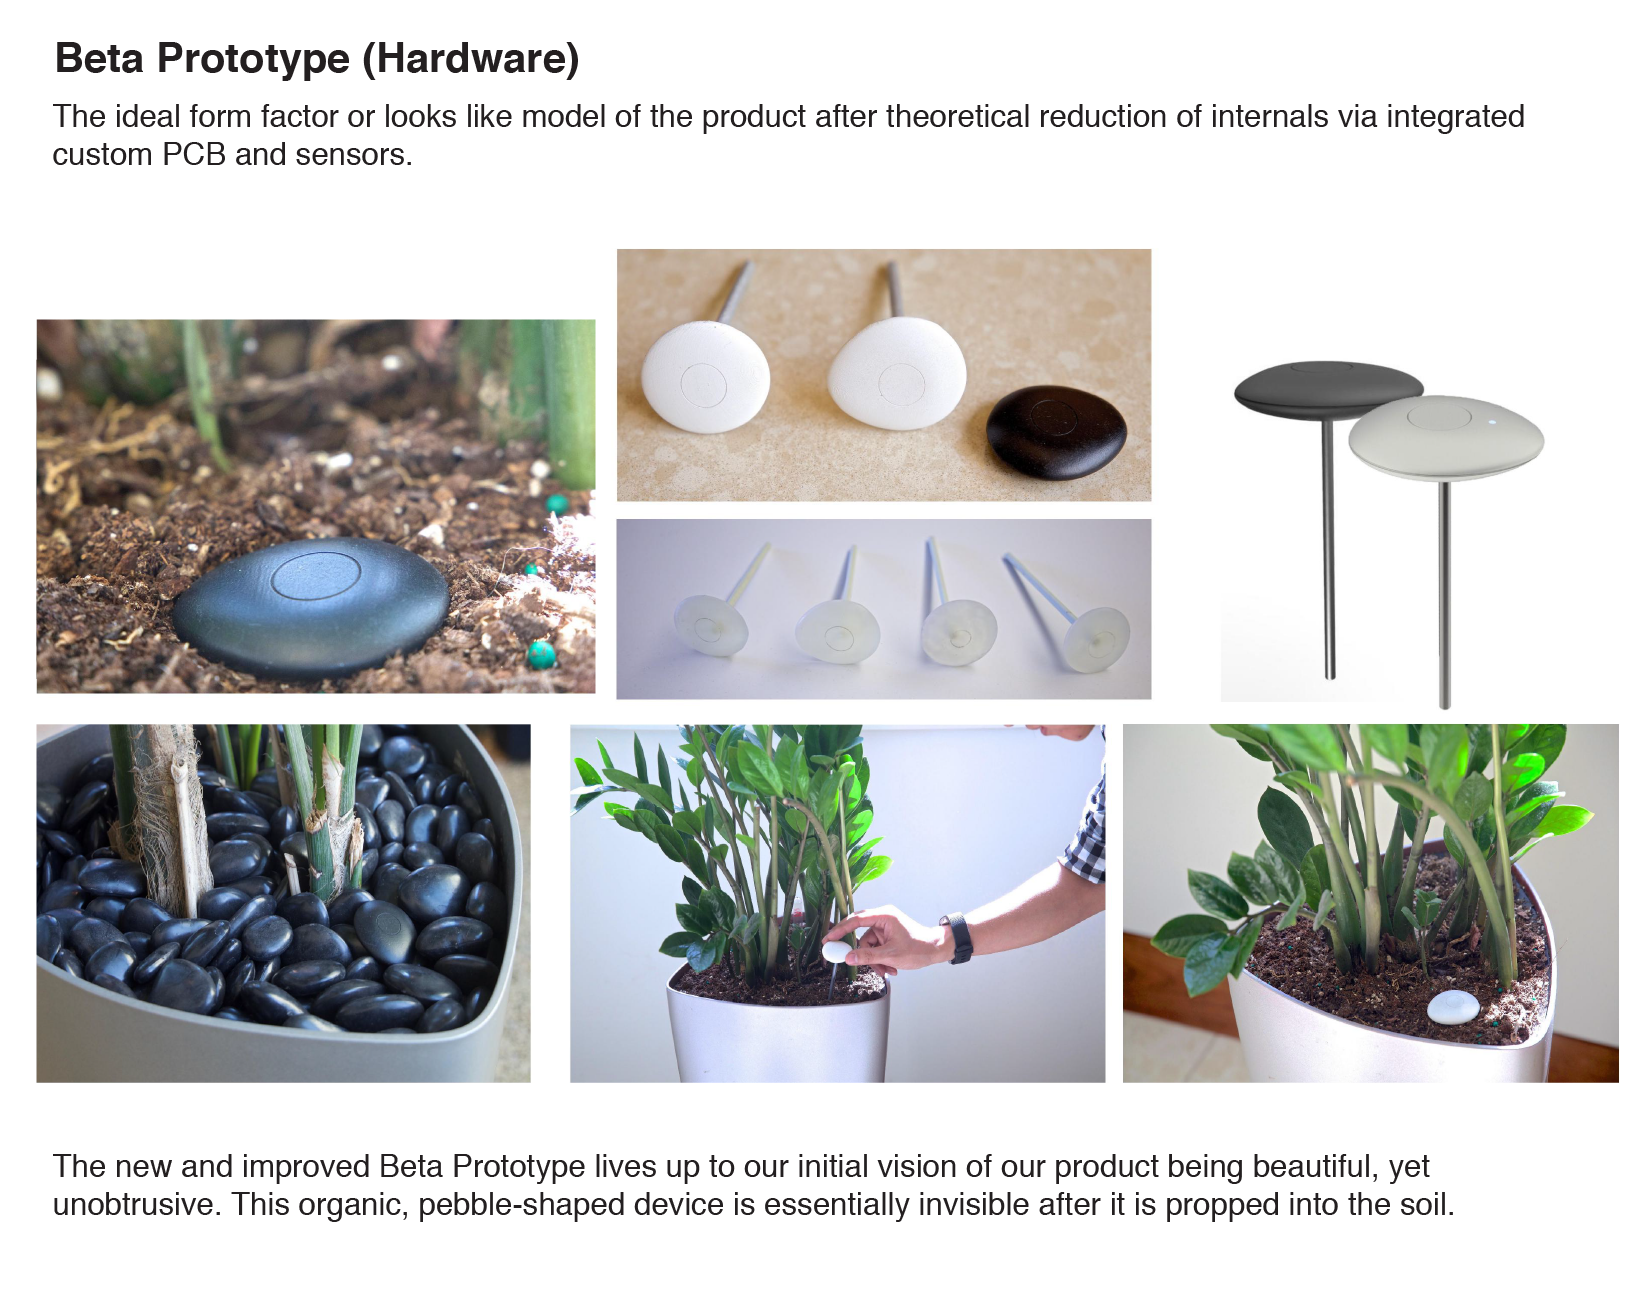 Beta Prototype (Hardware)
The ideal form factor or looks like model of the product after theoretical reduction of internals via integrated
custom PCB and sensors.
The new and improved Beta Prototype lives up to our initial vision of our product being beautiful, yet
unobtrusive. This organic, pebble-shaped device is essentially invisible after it is propped into the soil.